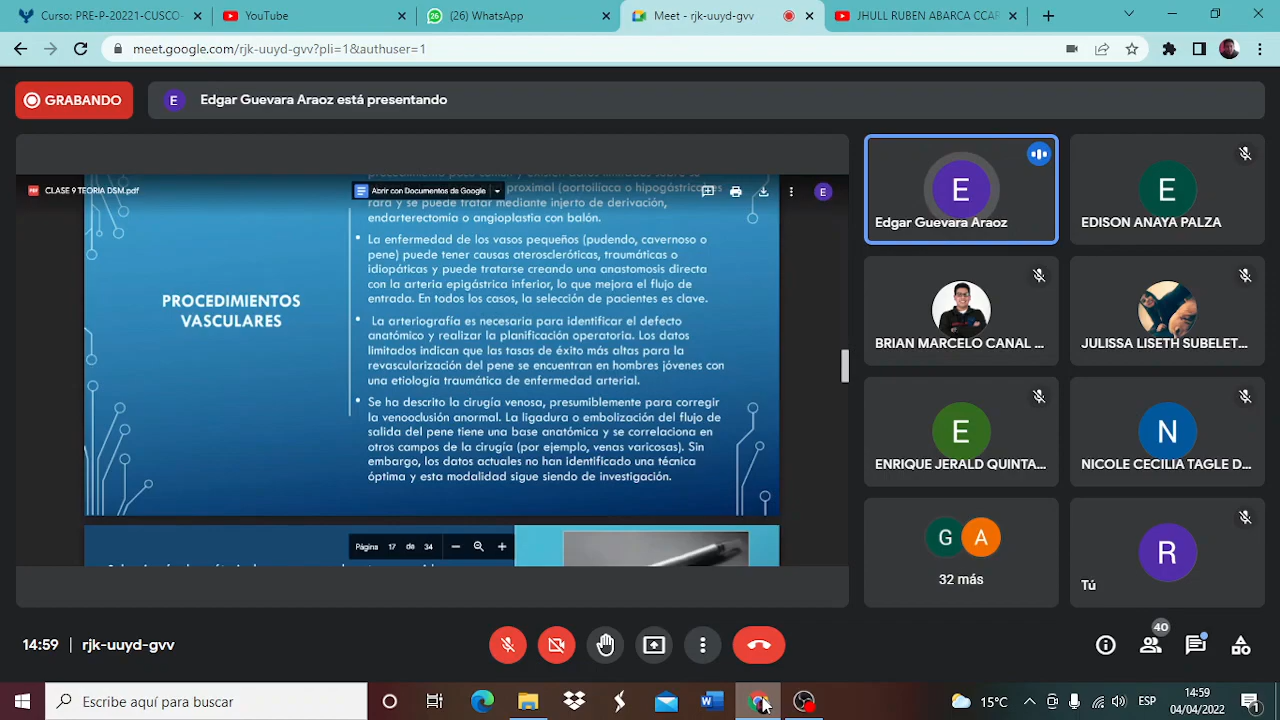 Curso: PRE-P-20221-CUSCO-
YouTube
(26) WhatsApp
Meet - rjk-uuyd-gvv
JHULL RUBEN ABARCA CCAR
meet.google.com/rjk-uuyd-gvv?pli=1&authuser=1
GRABANDO
E
Edgar Guevara Araoz está presentando
CLASE 9 TEORIA DSM.pdf
Abrir con Documentos de Google
E
proximal (aortoilíaca o hipogástrica) es
rara y se puede tratar mediante injerto de derivación,
endarterectomía o angioplastia con balón.
• La enfermedad de los vasos pequeños (pudendo, cavernoso o
pene) puede tener causas ateroscleróticas, traumáticas o
idiopáticas y puede tratarse creando una anastomosis directa
con la arteria epigástrica inferior, lo que mejora el flujo de
entrada. En todos los casos, la selección de pacientes es clave.
PROCEDIMIENTOS
VASCULARES
• La arteriografía es necesaria para identificar el defecto
anatómico y realizar la planificación operatoria. Los datos
limitados indican que las tasas de éxito más altas para la
revascularización del pene se encuentran en hombres jóvenes con
una etiología traumática de enfermedad arterial.
• Se ha descrito la cirugía venosa, presumiblemente para corregir
la venooclusión anormal. La ligadura o embolización del flujo de
salida del pene tiene una base anatómica y se correlaciona en
otros campos de la cirugía (por ejemplo, venas varicosas). Sin
embargo, los datos actuales no han identificado una técnica
óptima y esta modalidad sigue siendo de investigación.
Página 17 de 34
E
Edgar Guevara Araoz
E
EDISON ANAYA PALZA
BRIAN MARCELO CANAL ...
JULISSA LISETH SUBELET...
E
ENRIQUE JERALD QUINTA...
N
NICOLE CECILIA TAGLE D...
G A
32 más
R
Tú
14:59 | rjk-uuyd-gvv
40
Escribe aquí para buscar
15°C
ESP
14:59
04/04/2022
1